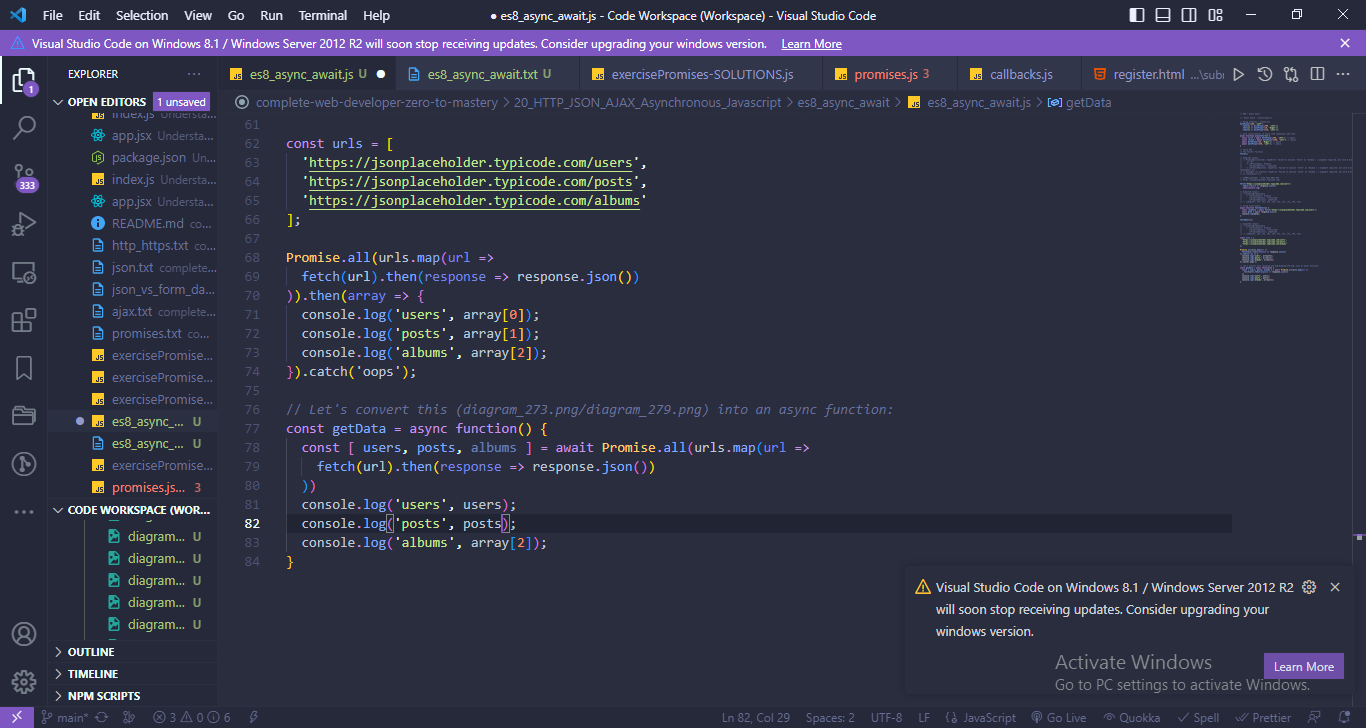 File Edit Selection View Go Run Terminal Help
● es8_async_await.js - Code Workspace (Workspace) - Visual Studio Code
Visual Studio Code on Windows 8.1 / Windows Server 2012 R2 will soon stop receiving updates. Consider upgrading your windows version. Learn More
EXPLORER
es8_async_await.js U
es8_async_await.txt U
exercisePromises-SOLUTIONS.js
promises.js 3
callbacks.js
register.html ...\sub
complete-web-developer-zero-to-mastery > 20_HTTP_JSON_AJAX_Asynchronous_Javascript > es8_async_await > es8_async_await.js > getData
OPEN EDITORS 1 unsaved
index.js Understa...
app.jsx Understa...
package.json Un...
index.js Understa...
app.jsx Understa...
README.md co...
http_https.txt co...
json.txt complete...
json_vs_form_da...
ajax.txt complete...
promises.txt co...
exercisePromise...
exercisePromise...
exercisePromise...
es8_async_... U
es8_async_... U
exercisePromise...
promises.js... 3
CODE WORKSPACE (WOR...
diagram... U
diagram... U
diagram... U
diagram... U
diagram... U
OUTLINE
TIMELINE
NPM SCRIPTS
1
333
61
62 const urls = [
63 'https://jsonplaceholder.typicode.com/users',
64 'https://jsonplaceholder.typicode.com/posts',
65 'https://jsonplaceholder.typicode.com/albums'
66 ];
67
68 Promise.all(urls.map(url =>
69 fetch(url).then(response => response.json())
70 )).then(array => {
71 console.log('users', array[0]);
72 console.log('posts', array[1]);
73 console.log('albums', array[2]);
74 }).catch('oops');
75
76 // Let's convert this (diagram_273.png/diagram_279.png) into an async function:
77 const getData = async function() {
78 const [ users, posts, albums ] = await Promise.all(urls.map(url =>
79 fetch(url).then(response => response.json())
80 ))
81 console.log('users', users);
82 console.log('posts', posts);
83 console.log('albums', array[2]);
84 }
Visual Studio Code on Windows 8.1 / Windows Server 2012 R2
will soon stop receiving updates. Consider upgrading your
windows version.
Learn More
Activate Windows
Go to PC settings to activate Windows.
main* 3 0 6
Ln 82, Col 29 Spaces: 2 UTF-8 LF JavaScript Go Live Quokka Spell Prettier